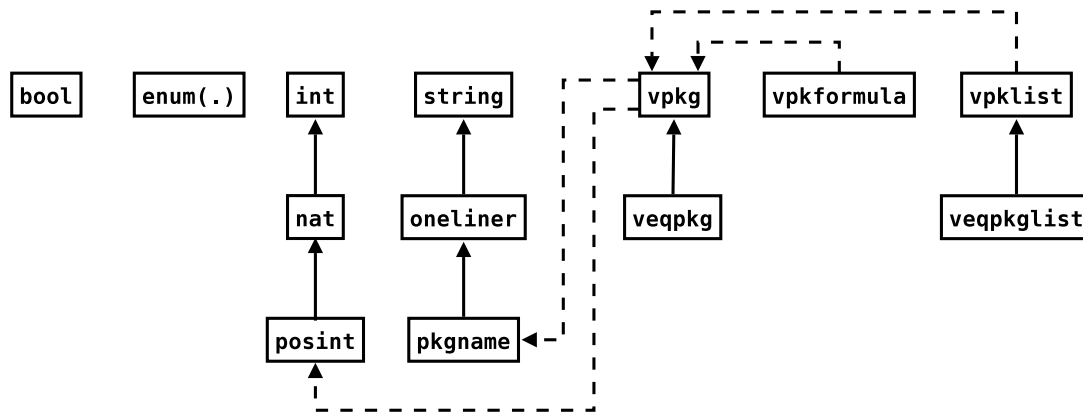 bool
enum(.)
int
string
vpkg
vpkformula
vpklist
nat
oneliner
veqpkg
veqpkglist
posint
pkgname